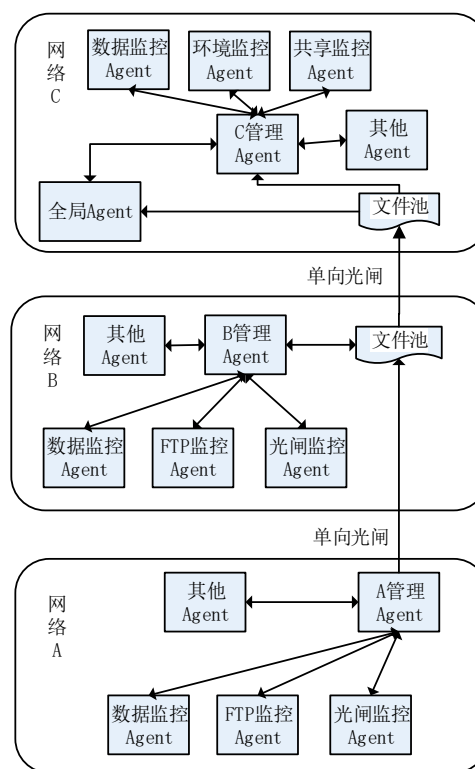 网
络
C
数据监控
Agent
环境监控
Agent
共享监控
Agent
C管理
Agent
其他
Agent
全局Agent
文件池
单向光闸
网
络
B
其他
Agent
B管理
Agent
文件池
数据监控
Agent
FTP监控
Agent
光闸监控
Agent
单向光闸
网
络
A
其他
Agent
A管理
Agent
数据监控
Agent
FTP监控
Agent
光闸监控
Agent